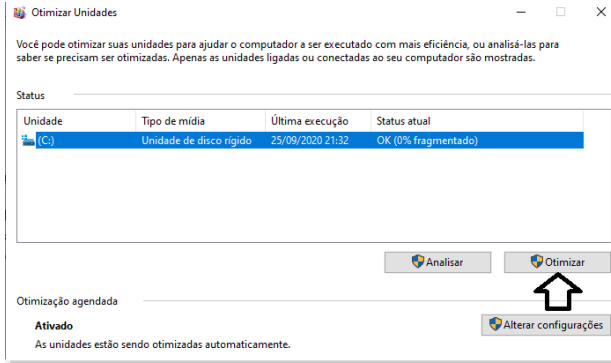 Otimizar Unidades
Você pode otimizar suas unidades para ajudar o computador a ser executado com mais eficiência, ou analisá-las para
saber se precisam ser otimizadas. Apenas as unidades ligadas ou conectadas ao seu computador são mostradas.
Status
Unidade Tipo de mídia Última execução Status atual
(C:) Unidade de disco rígido 25/09/2020 21:32 OK (0% fragmentado)
Analisar Otimizar
Otimização agendada
Ativado Alterar configurações
As unidades estão sendo otimizadas automaticamente.